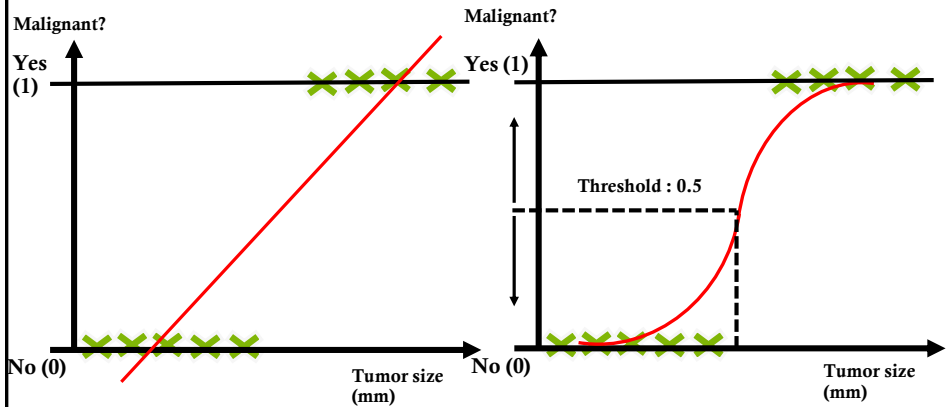 Malignant?
Yes
(1)
No (0)
Tumor size
(mm)
Malignant?
Yes (1)
Threshold : 0.5
No (0)
Tumor size
(mm)